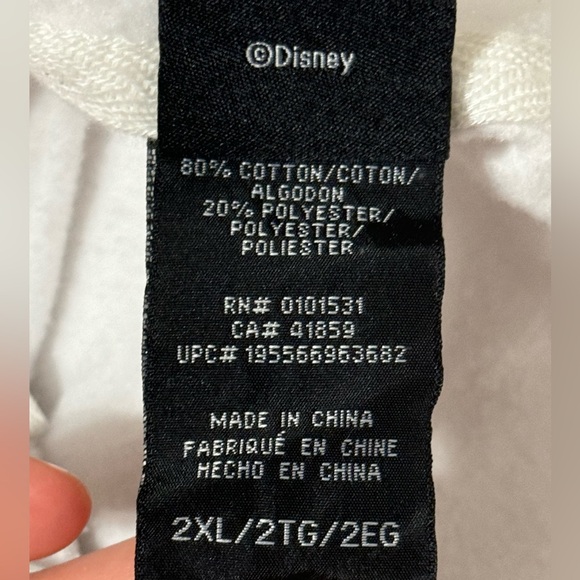 ©Disney
80% COTTON/COTON/
ALGODON
20% POLYESTER/
POLYESTER/
POLIESTER
RN# 0101531
CA# 41859
UPC# 195566963682
MADE IN CHINA
FABRIQUÉ EN CHINE
HECHO EN CHINA
2XL/2TG/2EG